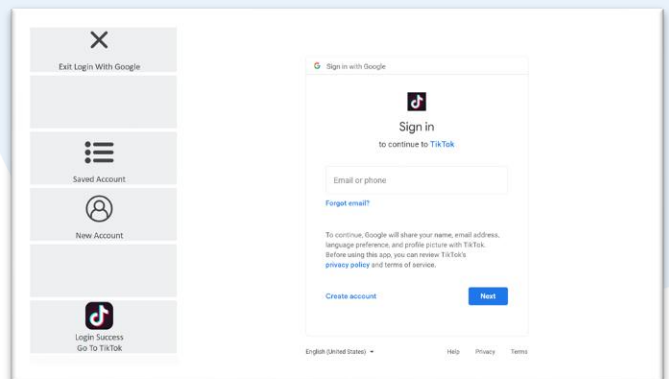 Exit Login With Google
Saved Account
New Account
Login Success
Go To TikTok
Sign in with Google
Sign in
to continue to TikTok
Email or phone
Forgot email?
To continue, Google will share your name, email address,
language preference, and profile picture with TikTok.
Before using this app, you can review TikTok's
privacy policy and terms of service.
Create account
Next
English (United States)
Help Privacy Terms